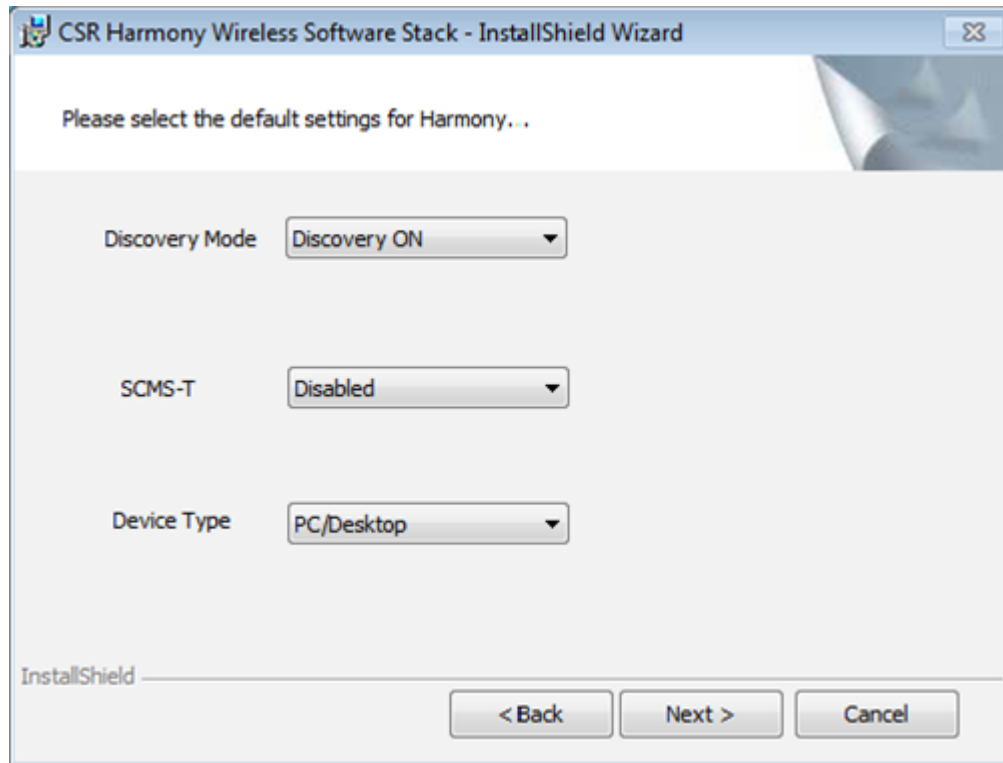 CSR Harmony Wireless Software Stack - InstallShield Wizard
Please select the default settings for Harmony...
Discovery Mode Discovery ON
SCMS-T Disabled
Device Type PC/Desktop
InstallShield
< Back Next > Cancel